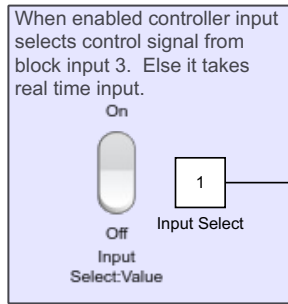 When enabled controller input
selects control signal from
block input 3.  Else it takes
real time input.
On
1
Off
Input Select
Input
Select:Value